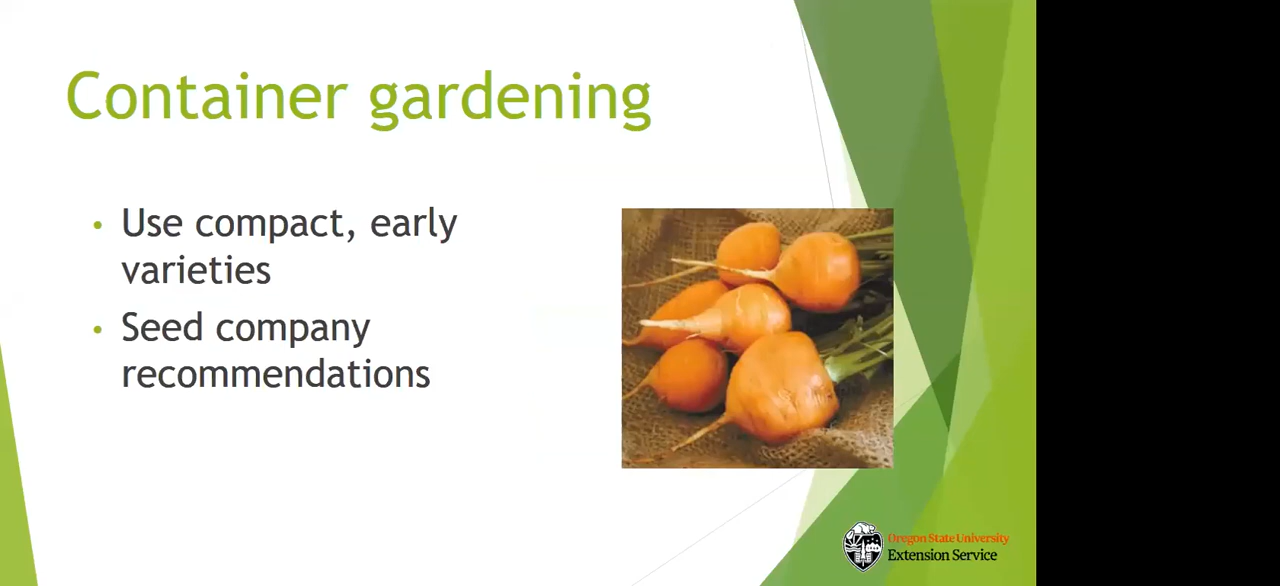 Container gardening
Use compact, early
varieties
Seed company
recommendations
Oregon State University
Extension Service